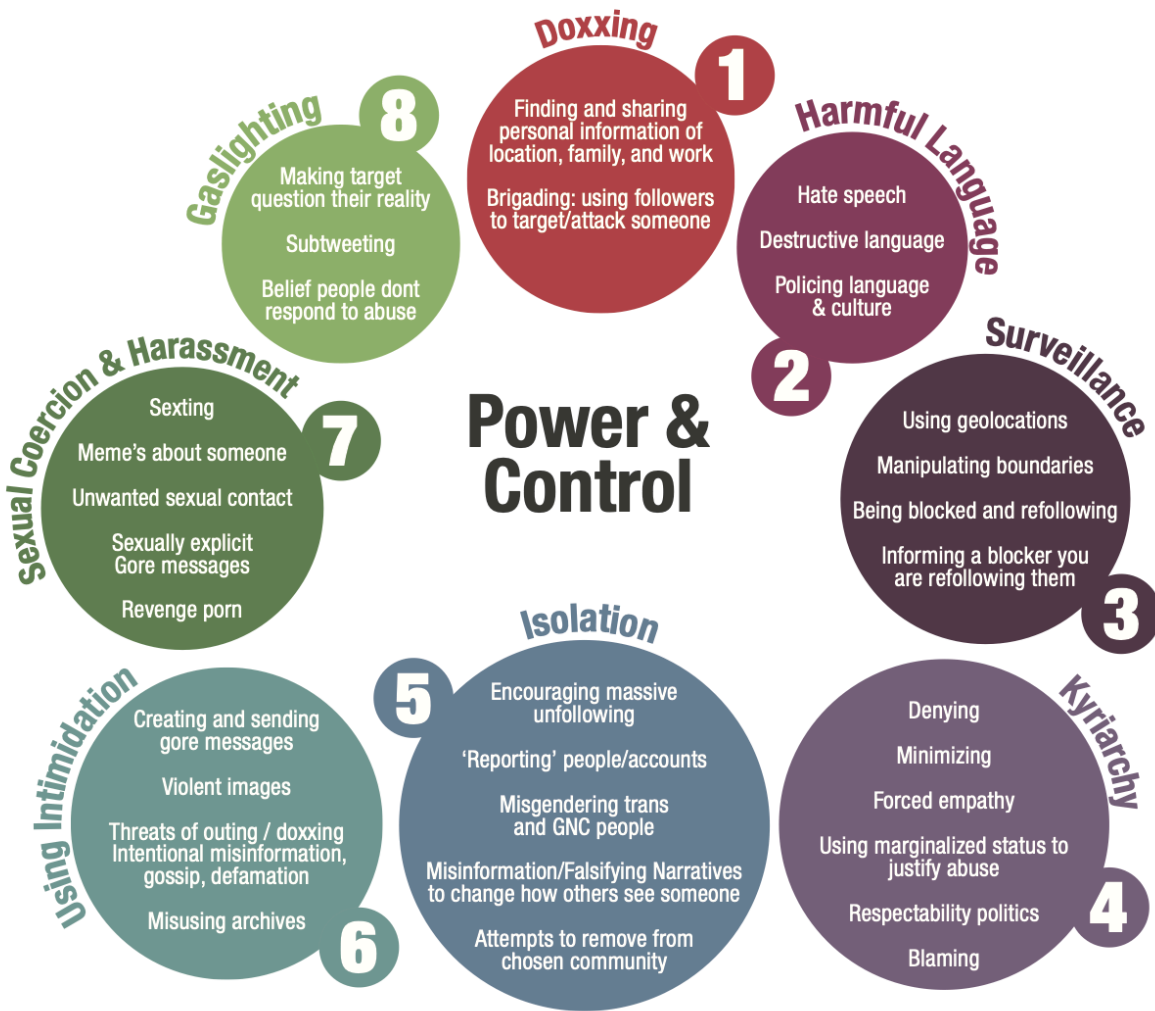 Power &
Control
Doxxing
1
Finding and sharing
personal information of
location, family, and work
Brigading: using followers
to target/attack someone
Harmful Language
2
Hate speech
Destructive language
Policing language
& culture
Surveillance
3
Using geolocations
Manipulating boundaries
Being blocked and refollowing
Informing a blocker you
are refollowing them
Kyriarchy
4
Denying
Minimizing
Forced empathy
Using marginalized status to
justify abuse
Respectability politics
Blaming
Isolation
5
Encouraging massive
unfollowing
‘Reporting’ people/accounts
Misgendering trans
and GNC people
Misinformation/Falsifying Narratives
to change how others see someone
Attempts to remove from
chosen community
Using Intimidation
6
Creating and sending
gore messages
Violent images
Threats of outing / doxxing
Intentional misinformation,
gossip, defamation
Misusing archives
Sexual Coercion & Harassment
7
Sexting
Meme’s about someone
Unwanted sexual contact
Sexually explicit
Gore messages
Revenge porn
Gaslighting
8
Making target
question their reality
Subtweeting
Belief people dont
respond to abuse